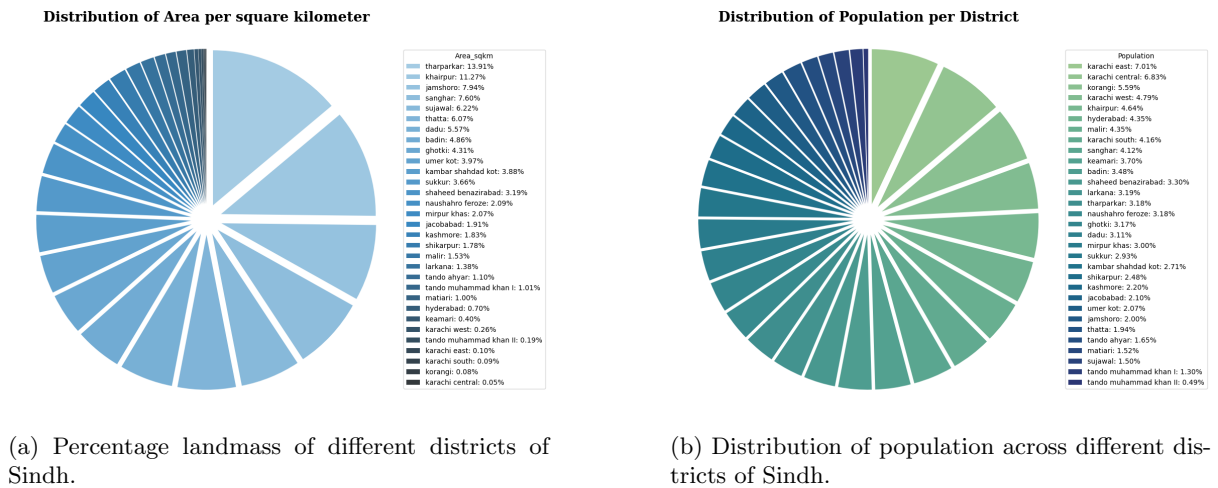 Distribution of Area per square kilometer
Area_sqkm
tharparkar: 13.91%
khairpur: 11.27%
jamshoro: 7.94%
sanghar: 7.60%
sujawal: 6.22%
thatta: 6.07%
dadu: 5.57%
badin: 4.86%
ghotki: 4.31%
umer kot: 3.97%
kambar shahdad kot: 3.88%
sukkur: 3.66%
shaheed benazirabad: 3.19%
naushahro feroze: 2.09%
mirpur khas: 2.07%
jacobabad: 1.91%
kashmore: 1.83%
shikarpur: 1.78%
malir: 1.53%
larkana: 1.38%
tando ahyar: 1.10%
tando muhammad khan I: 1.01%
matiari: 1.00%
hyderabad: 0.70%
keamari: 0.40%
karachi west: 0.26%
tando muhammad khan II: 0.19%
karachi east: 0.10%
karachi south: 0.09%
korangi: 0.08%
karachi central: 0.05%
(a) Percentage landmass of different districts of
Sindh.
Distribution of Population per District
Population
karachi east: 7.01%
karachi central: 6.83%
korangi: 5.59%
karachi west: 4.79%
khairpur: 4.64%
hyderabad: 4.35%
malir: 4.35%
karachi south: 4.16%
sanghar: 4.12%
keamari: 3.70%
badin: 3.48%
shaheed benazirabad: 3.30%
larkana: 3.19%
tharparkar: 3.18%
naushahro feroze: 3.18%
ghotki: 3.17%
dadu: 3.11%
mirpur khas: 3.00%
sukkur: 2.93%
kambar shahdad kot: 2.71%
shikarpur: 2.48%
kashmore: 2.20%
jacobabad: 2.10%
umer kot: 2.07%
jamshoro: 2.00%
thatta: 1.94%
tando ahyar: 1.65%
matiari: 1.52%
sujawal: 1.50%
tando muhammad khan I: 1.30%
tando muhammad khan II: 0.49%
(b) Distribution of population across different dis-
tricts of Sindh.